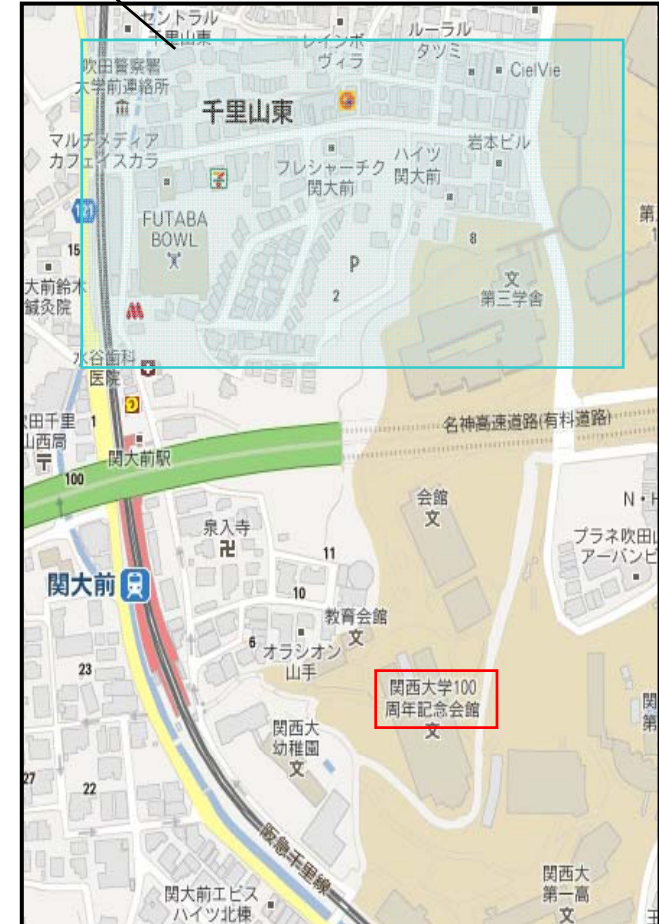 セントラル
千里山東
レインボ
ヴィラ
ルーラル
タツミ
吹田警察署
大学前連絡所
CielVie
千里山東
マルチメディア
カフェイスカラ
フレシャーチク
関大前
ハイツ
関大前
岩本ビル
FUTABA
BOWL
121
15
8
第
P
2
文
第三学舎
大前鈴木
鍼灸院
水谷歯科
医院
吹田千里
山西局
1
名神高速道路(有料道路)
関大前駅
100
会館
文
N・H
プラネ吹田山
アーバンビ
泉入寺
卍
11
関大前
10
教育会館
文
6
オラシオン
山手
23
関西大学100
周年記念会館
文
関
第
関西大
幼稚園
文
27
22
阪急千里線
関大前エビス
ハイツ北棟
関西大
第一高
文